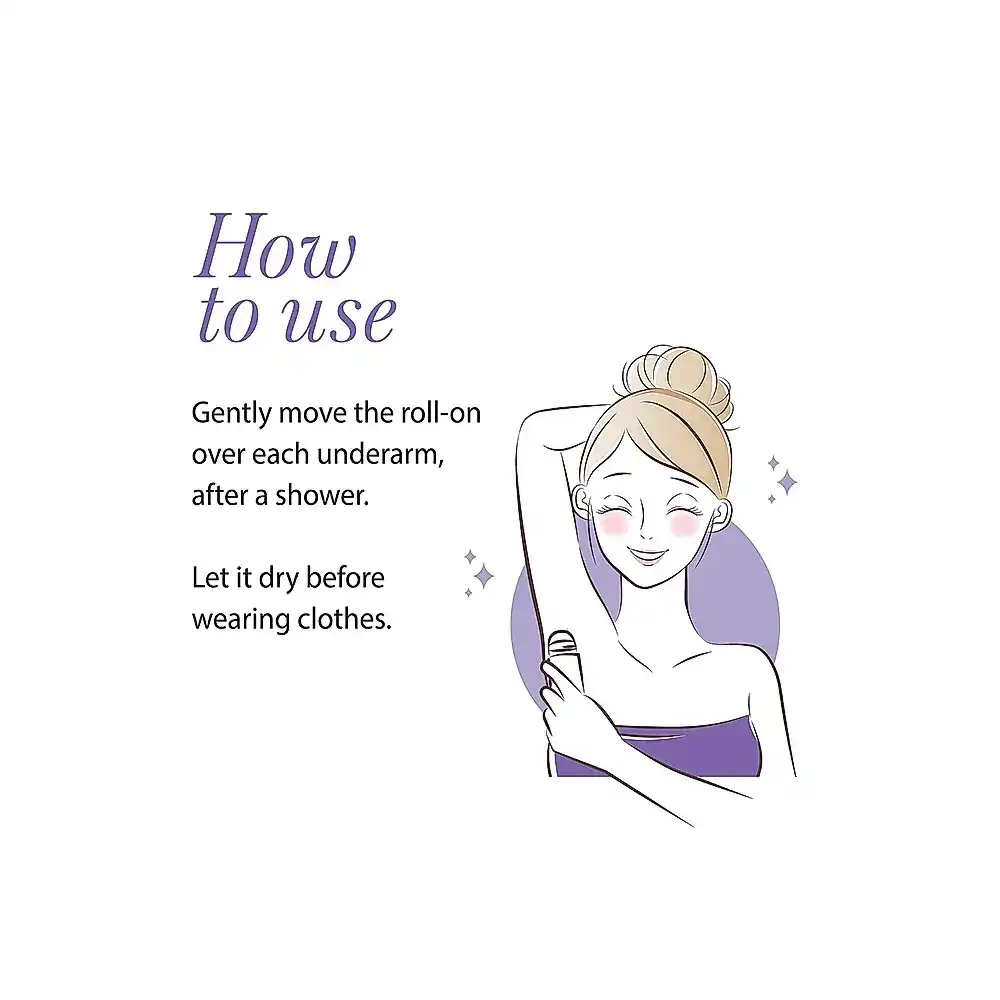 How
to use
Gently move the roll-on
over each underarm,
after a shower.
Let it dry before
wearing clothes.